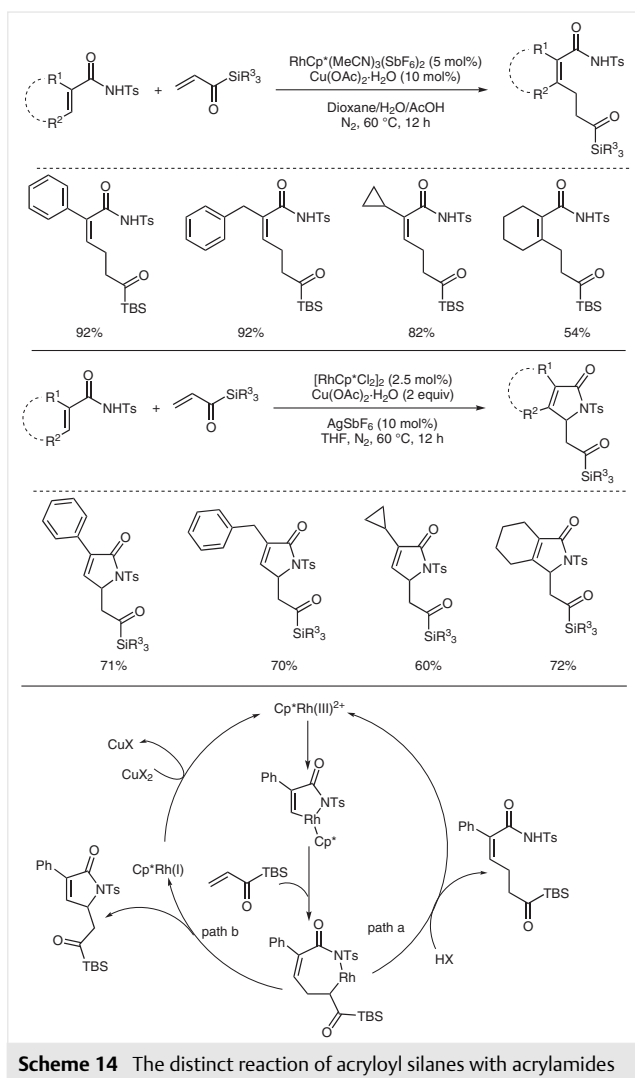 R1 O NHTs R2 + O SiR33
RhCp*(MeCN)3(SbF6)2 (5 mol%)
Cu(OAc)2·H2O (10 mol%)
Dioxane/H2O/AcOH
N2, 60 °C, 12 h
R1 O NHTs R2 O SiR33
O NHTs O TBS
O NHTs O TBS
O NHTs O TBS
O NHTs O TBS
92% 92% 82% 54%
R1 O NHTs R2 + O SiR33
[RhCp*Cl2]2 (2.5 mol%)
Cu(OAc)2·H2O (2 equiv)
AgSbF6 (10 mol%)
THF, N2, 60 °C, 12 h
R1 O NTs R2 O SiR33
O NTs O SiR33
O NTs O SiR33
O NTs O SiR33
O NTs O SiR33
71% 70% 60% 72%
Cp*Rh(III)2+
CuX
CuX2
Ph O NTs Rh Cp*
Ph O NHTs O TBS
Ph O NTs O TBS
Cp*Rh(I)
TBS O
path b
path a
HX
Ph O NTs Rh O TBS
Scheme 14 The distinct reaction of acryloyl silanes with acrylamides